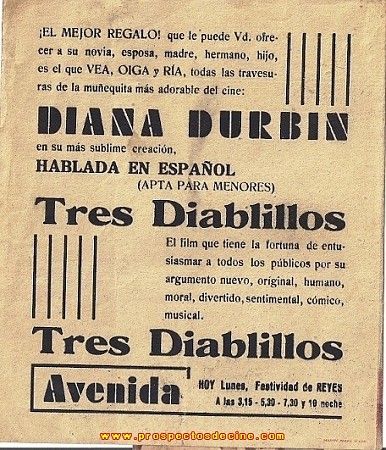 ¡EL MEJOR REGALO! que le puede Vd. ofre-
cer a su novia, esposa, madre, hermano, hijo,
es el que VEA, OIGA y RÍA, todas las travesu-
ras de la muñequita más adorable del cine:
DIANA DURBIN
en su más sublime creación,
HABLADA EN ESPAÑOL
(APTA PARA MENORES)
Tres Diablillos
El film que tiene la fortuna de entu-
siasmar a todos los públicos por su
argumento nuevo, original, humano,
moral, divertido, sentimental, cómico,
musical.
Tres Diablillos
Avenida
HOY Lunes, Festividad de REYES
A las 3,15 - 5,30 - 7,30 y 10 noche
www.prospectosdecine.com